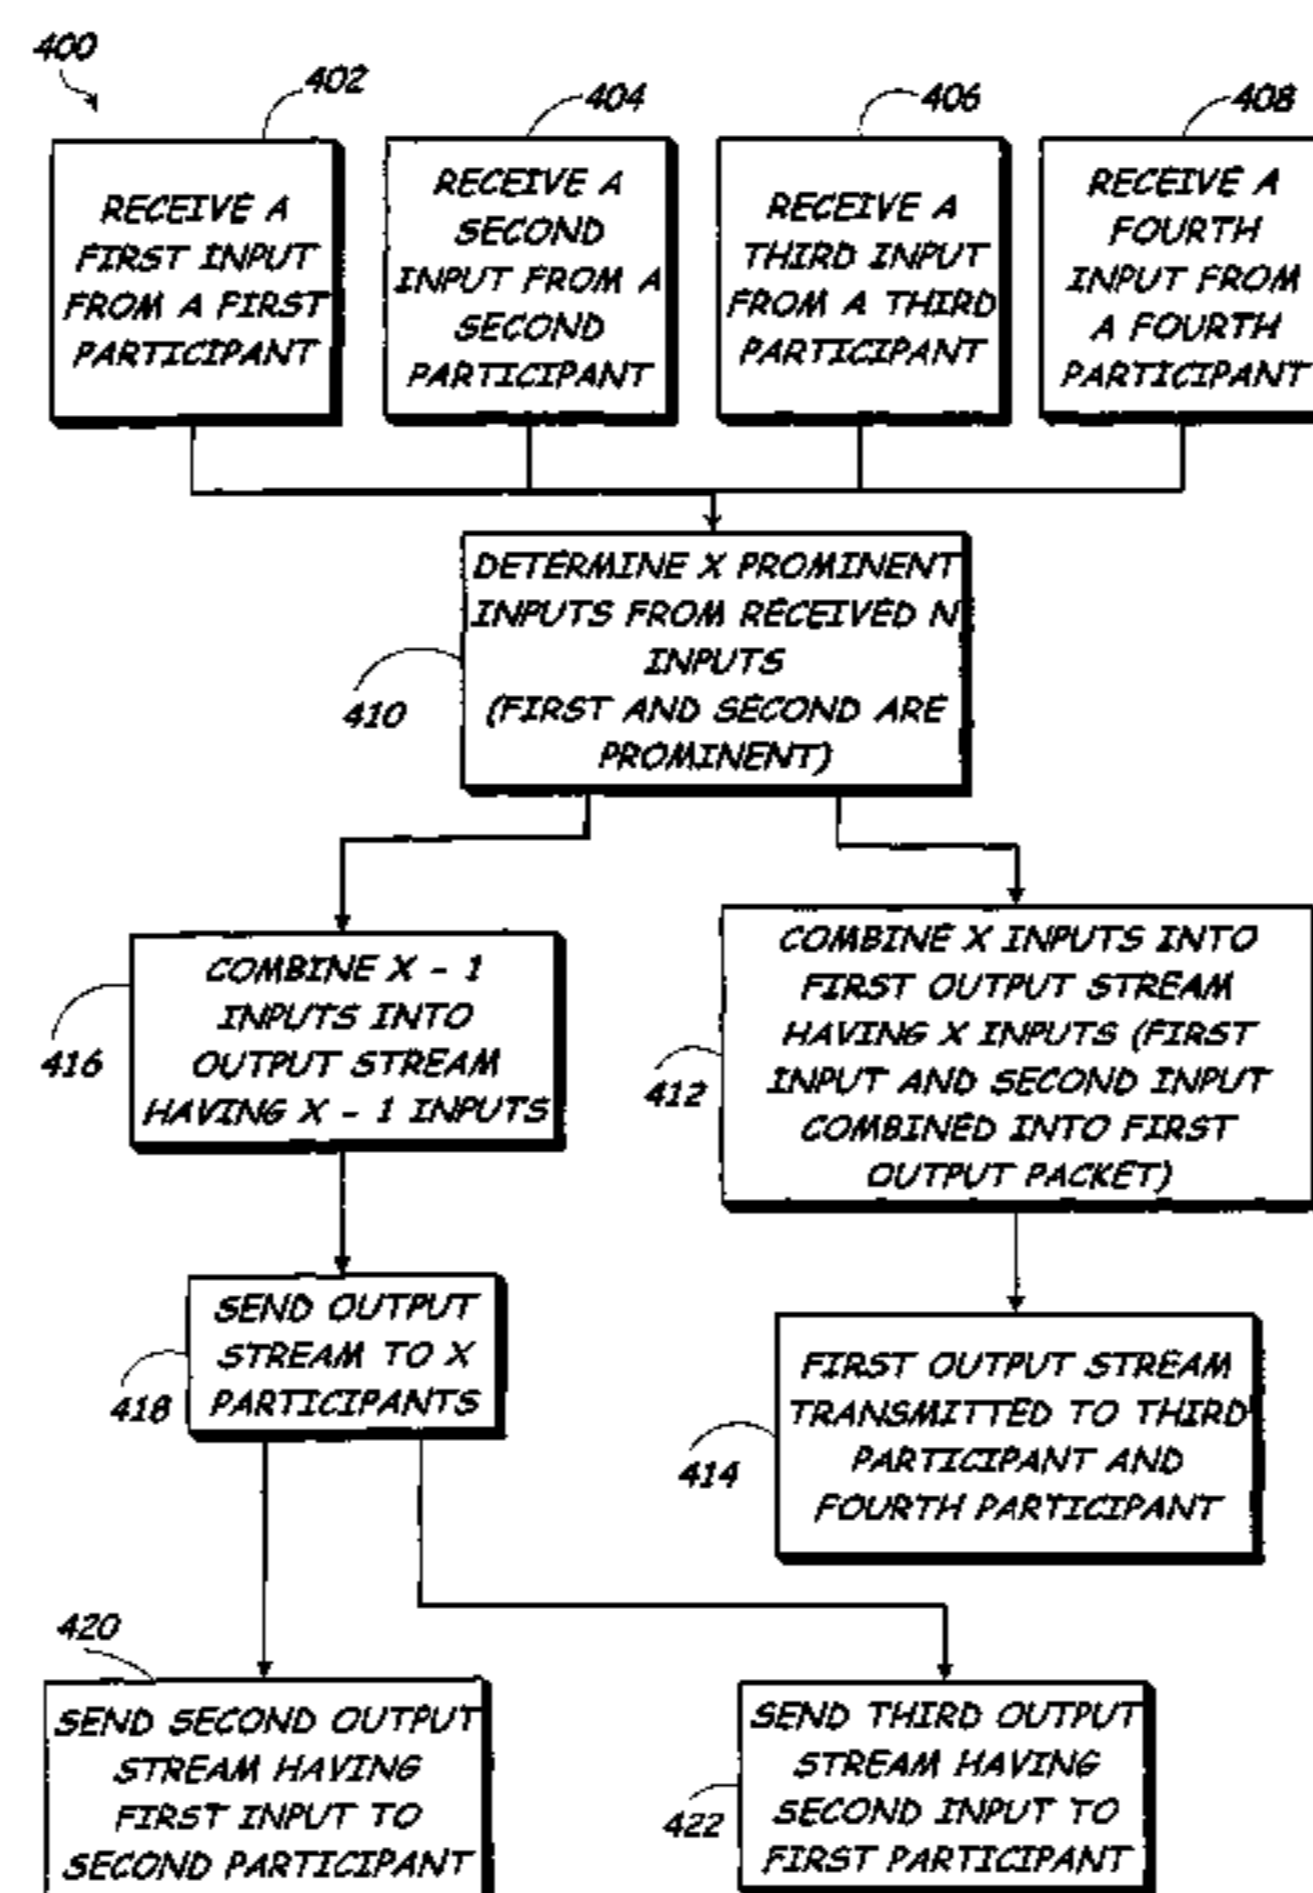 400
402
404
406
408
RECEIVE A
FIRST INPUT
FROM A FIRST
PARTICIPANT
RECEIVE A
SECOND
INPUT FROM A
SECOND
PARTICIPANT
RECEIVE A
THIRD INPUT
FROM A THIRD
PARTICIPANT
RECEIVE A
FOURTH
INPUT FROM
A FOURTH
PARTICIPANT
DETERMINE X PROMINENT
INPUTS FROM RECEIVED N
INPUTS
(FIRST AND SECOND ARE
PROMINENT)
410
COMBINE X - 1
INPUTS INTO
OUTPUT STREAM
HAVING X - 1 INPUTS
416
COMBINE X INPUTS INTO
FIRST OUTPUT STREAM
HAVING X INPUTS (FIRST
INPUT AND SECOND INPUT
COMBINED INTO FIRST
OUTPUT PACKET)
412
SEND OUTPUT
STREAM TO X
PARTICIPANTS
418
FIRST OUTPUT STREAM
TRANSMITTED TO THIRD
PARTICIPANT AND
FOURTH PARTICIPANT
414
420
SEND SECOND OUTPUT
STREAM HAVING
FIRST INPUT TO
SECOND PARTICIPANT
SEND THIRD OUTPUT
STREAM HAVING
SECOND INPUT TO
FIRST PARTICIPANT
422